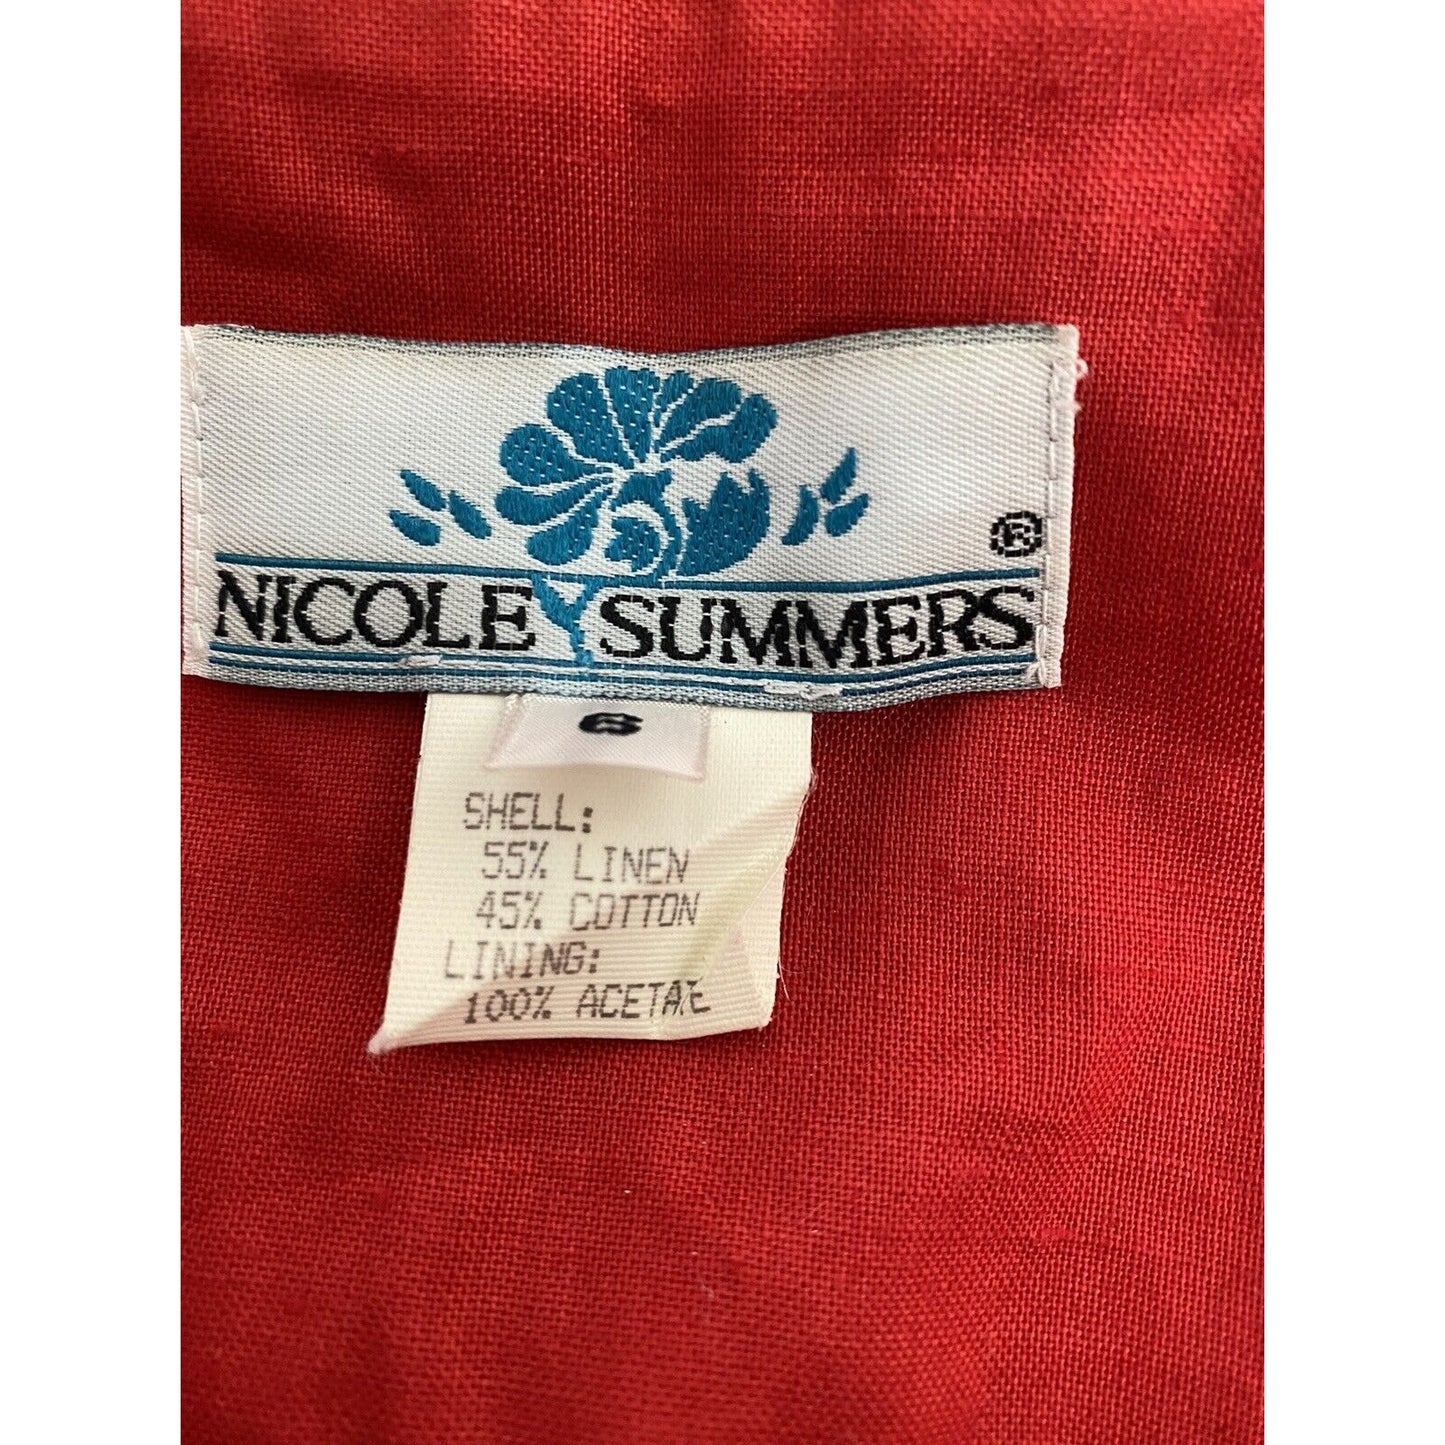 ®
NICOLE SUMMERS
6
SHELL:
55% LINEN
45% COTTON
LINING:
100% ACETATE